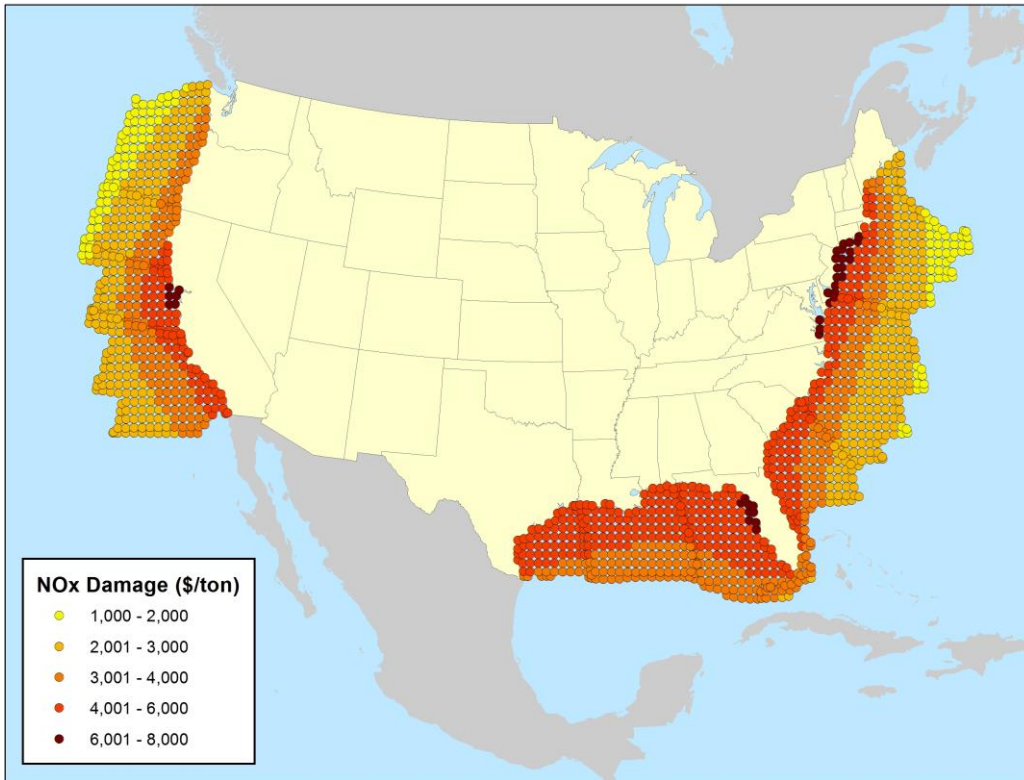 NOx Damage ($/ton)
1,000 - 2,000
2,001 - 3,000
3,001 - 4,000
4,001 - 6,000
6,001 - 8,000